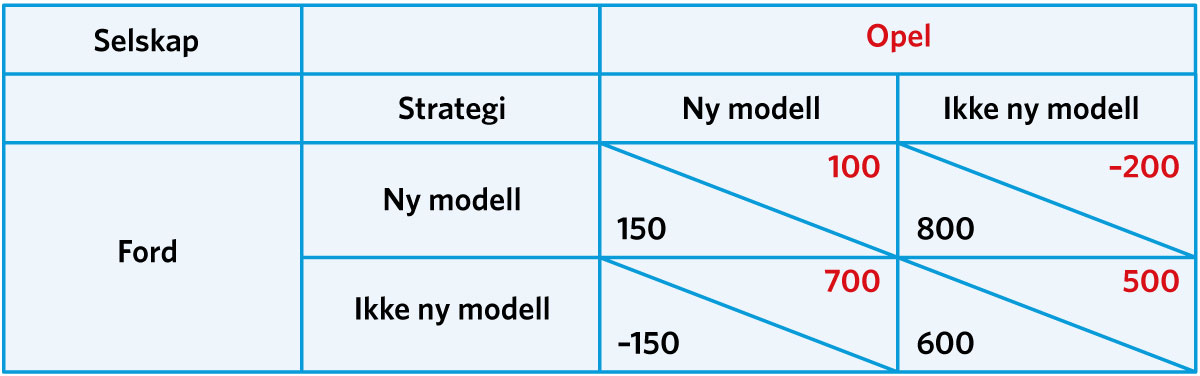 Selskap Opel
Strategi Ny modell Ikke ny modell
Ford
Ny modell
100
150
–200
800
Ikke ny modell
700
–150
500
600